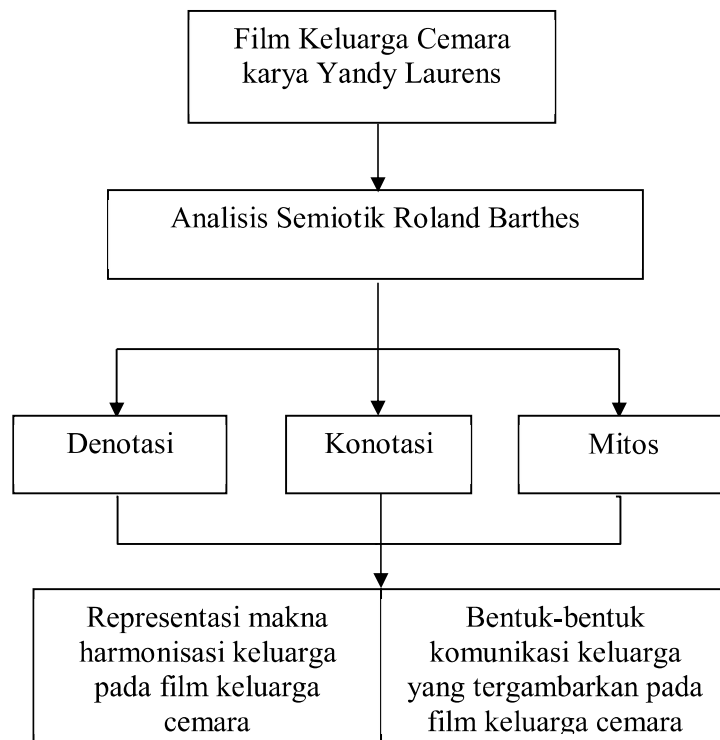 Film Keluarga Cemara
karya Yandy Laurens
Analisis Semiotik Roland Barthes
Denotasi
Konotasi
Mitos
Representasi makna
harmonisasi keluarga
pada film keluarga
cemara
Bentuk-bentuk
komunikasi keluarga
yang tergambarkan pada
film keluarga cemara